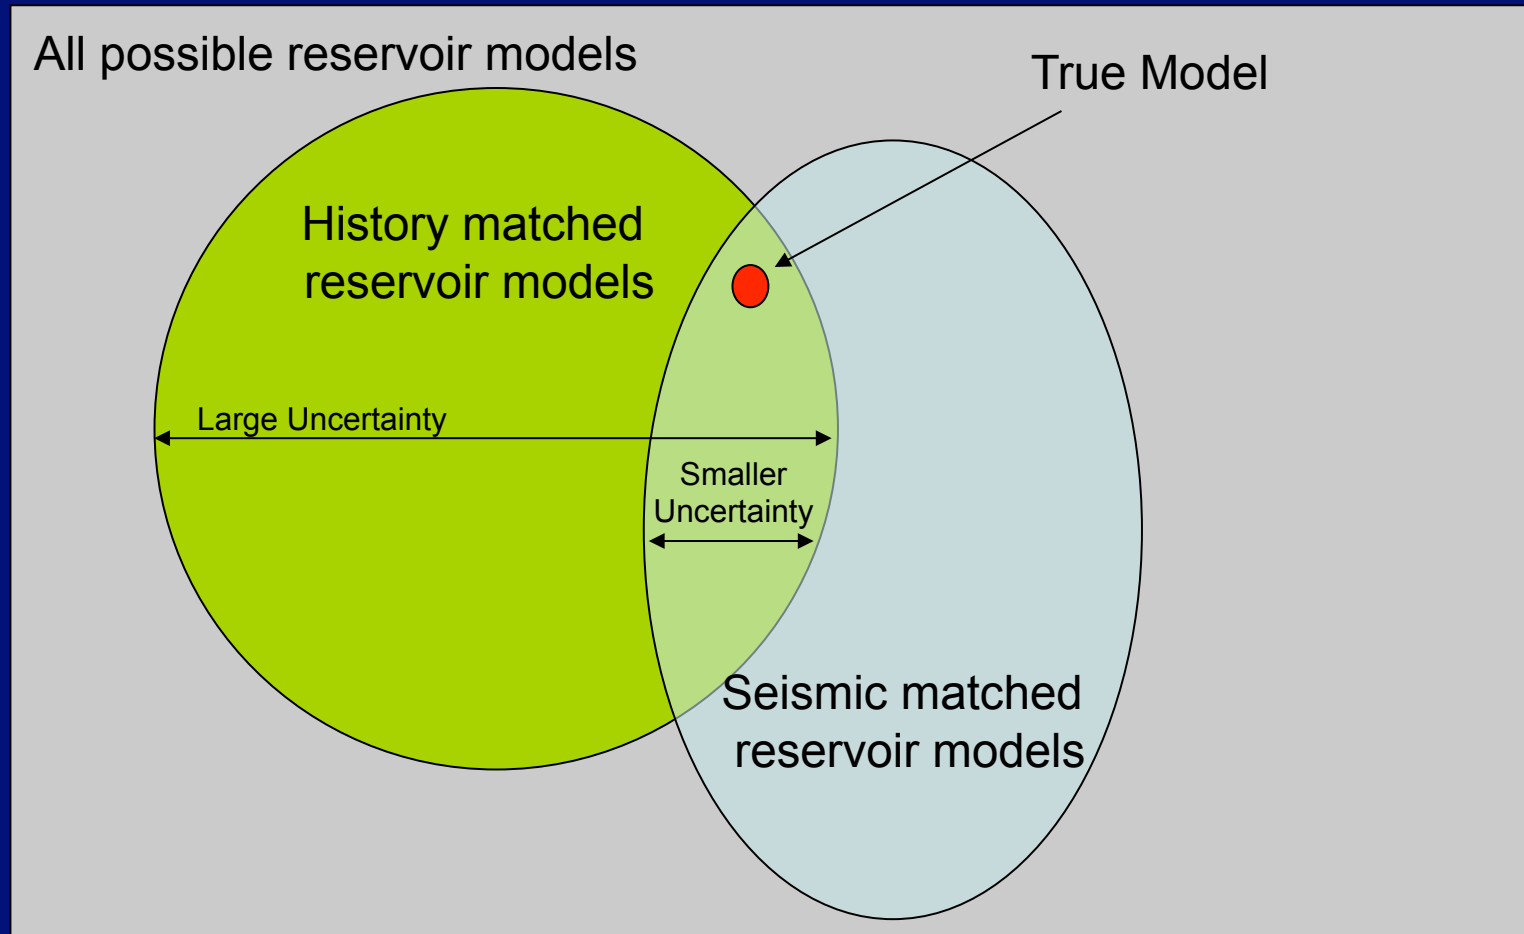 All possible reservoir models
True Model
History matched
reservoir models
Large Uncertainty
Smaller
Uncertainty
Seismic matched
reservoir models